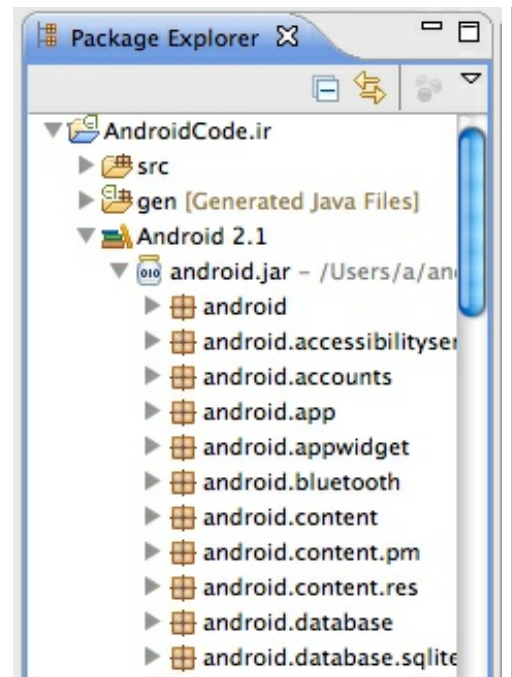 Package Explorer
AndroidCode.ir
src
gen [Generated Java Files]
Android 2.1
android.jar – /Users/a/an
android
android.accessibilityser
android.accounts
android.app
android.appwidget
android.bluetooth
android.content
android.content.pm
android.content.res
android.database
android.database.sqlite